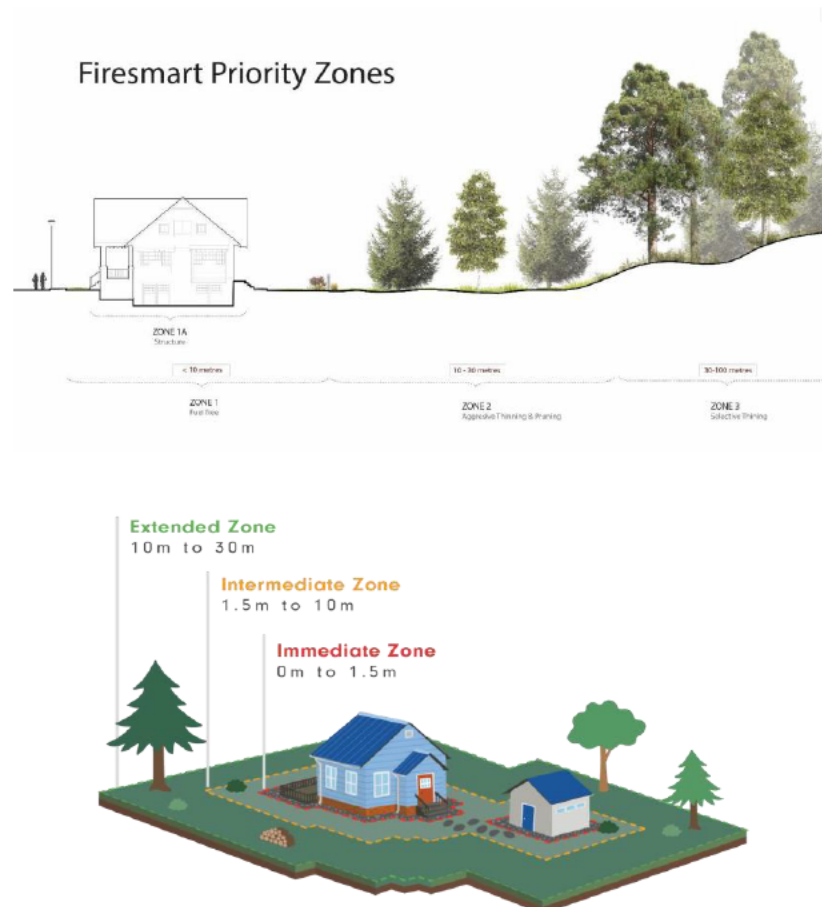 Firesmart Priority Zones
ZONE 1A
Structure
< 10 metres
10 - 30 metres
30-100 metres
ZONE 1
Fuel Free
ZONE 2
Aggresive Thinning & Pruning
ZONE 3
Selective Thining
Extended Zone
10m to 30m
Intermediate Zone
1.5m to 10m
Immediate Zone
0m to 1.5m